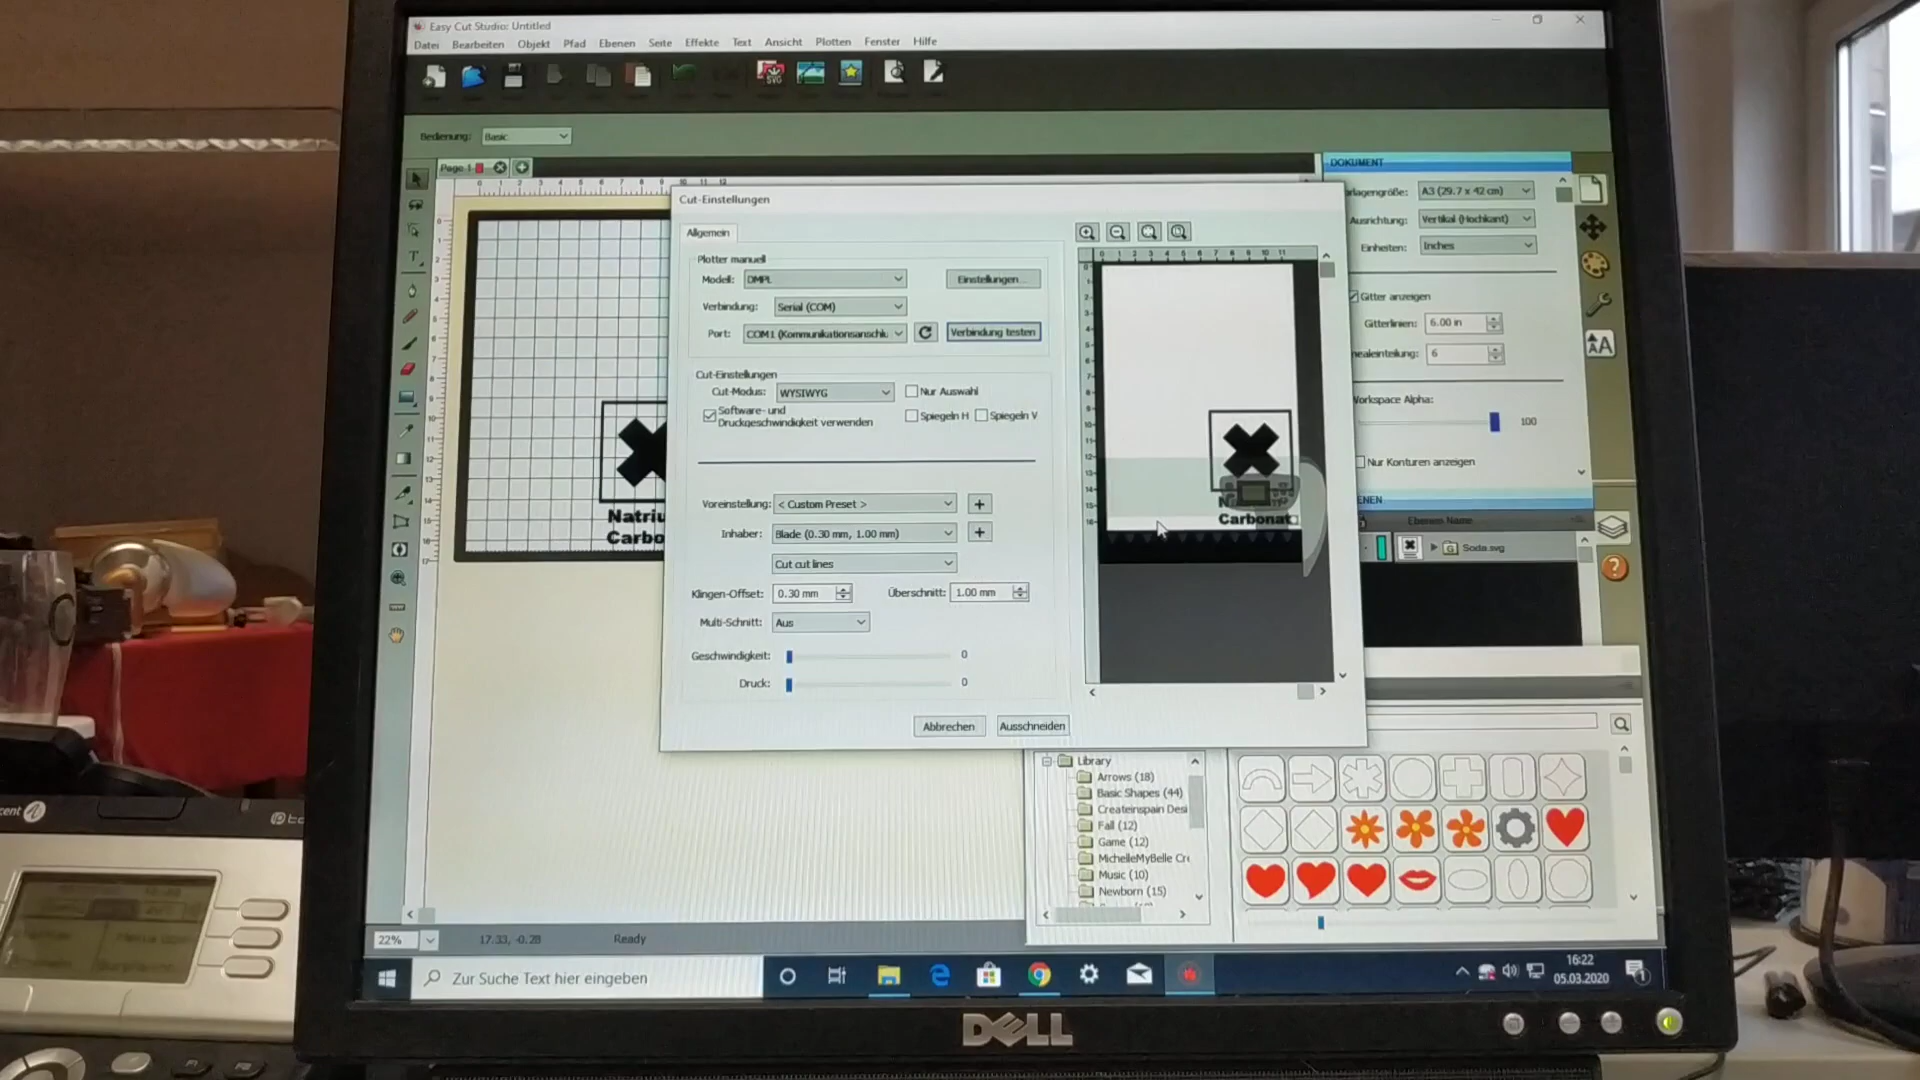 Easy Cut Studio: Untitled
Datei Bearbeiten Objekt Pfad Ebenen Seite Effekte Text Ansicht Plotten Fenster Hilfe
SVG
Bedienung: Basic
Page 1
DOKUMENT
A3 (29.7 x 42 cm)
Ausrichtung: Vertikal (Hochkant)
Einheiten: Inches
Gitter anzeigen
Gitterlinien: 6.00 in
6
Workspace Alpha:
100
Nur Konturen anzeigen
Ebenen Name
Soda.svg
Cut-Einstellungen
Allgemein
Plotter manuell
Modell: DMPL Einstellungen...
Verbindung: Serial (COM)
Port: COM1 (Kommunikationsanschlu Verbindung testen
Cut-Einstellungen
Cut-Modus: WYSIWYG Nur Auswahl
Software- und
Druckgeschwindigkeit verwenden Spiegeln H Spiegeln V
Voreinstellung: < Custom Preset > +
Inhaber: Blade (0.30 mm, 1.00 mm) +
Cut cut lines
Klingen-Offset: 0.30 mm Überschnitt: 1.00 mm
Multi-Schnitt: Aus
Geschwindigkeit: 0
Druck: 0
Abbrechen Ausschneiden
Natriu
Carbo
Carbonat
Library
Arrows (18)
Basic Shapes (44)
Createinspain Desi
Fall (12)
Game (12)
MichelleMyBelle Cre
Music (10)
Newborn (15)
22% 17.33, -0.28 Ready
Zur Suche Text hier eingeben
16:22
05.03.2020
DELL